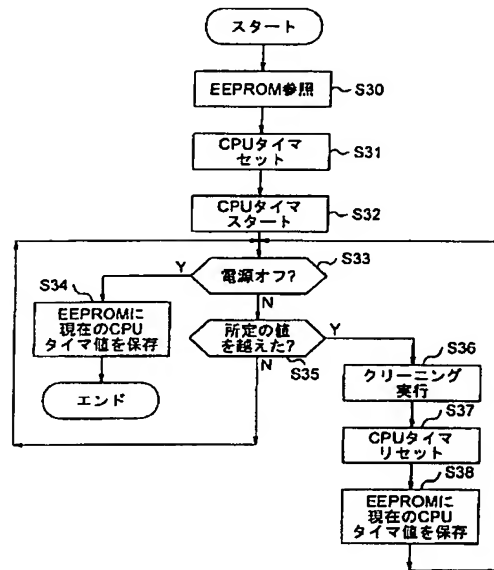 スタート
EEPROM参照
S30
CPUタイマ
セット
S31
CPUタイマ
スタート
S32
電源オフ?
S33
Y
N
S34
EEPROMに
現在のCPU
タイマ値を保存
エンド
所定の値
を越えた?
S35
Y
N
S36
クリーニング
実行
S37
CPUタイマ
リセット
S38
EEPROMに
現在のCPU
タイマ値を保存